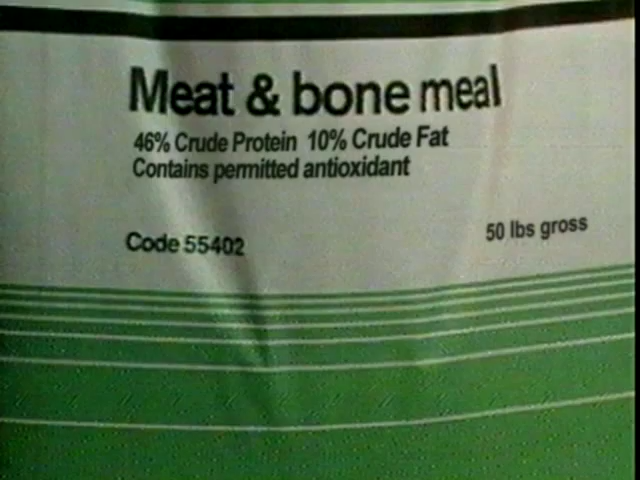 Meat & bone meal
46% Crude Protein 10% Crude Fat
Contains permitted antioxidant
Code 55402
50 lbs gross